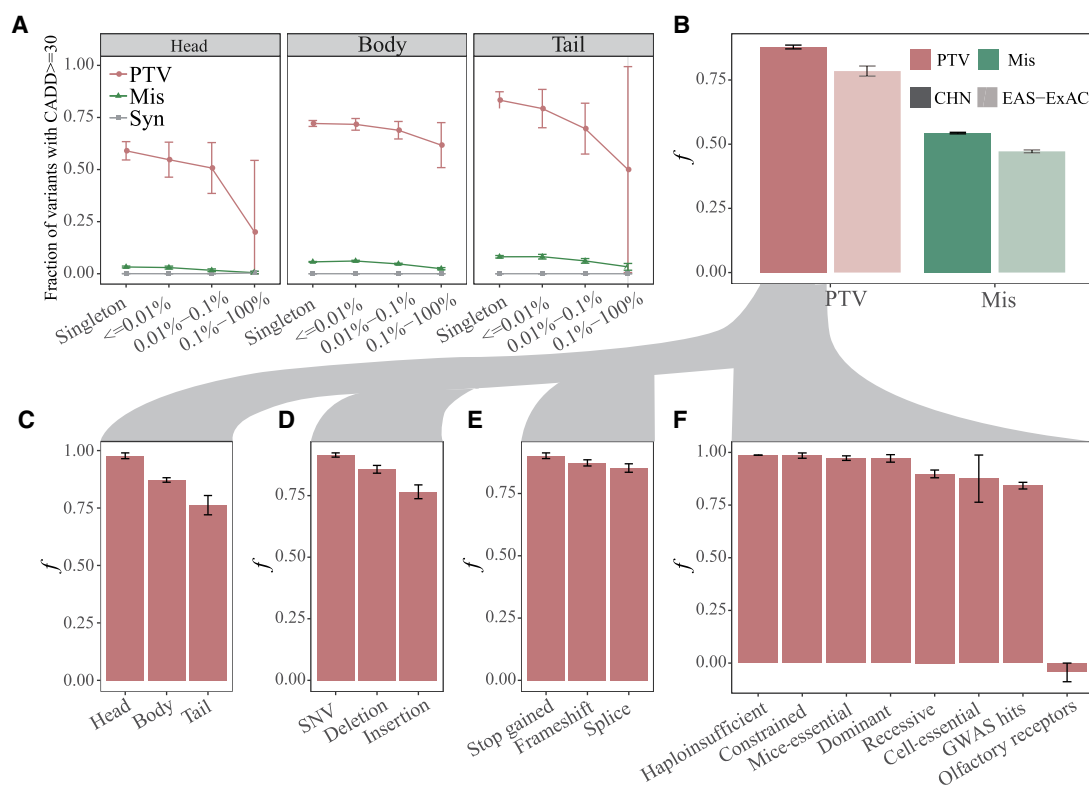 A
Head
Body
Tail
Fraction of variants with CADD>=30
1.00
0.75
0.50
0.25
0.00
PTV
Mis
Syn
Singleton
<=0.01%
0.01%−0.1%
0.1%−100%
Singleton
<=0.01%
0.01%−0.1%
0.1%−100%
Singleton
<=0.01%
0.01%−0.1%
0.1%−100%
B
f
0.75
0.50
0.25
0.00
PTV
Mis
CHN
EAS−ExAC
PTV
Mis
C
f
1.00
0.75
0.50
0.25
0.00
Head
Body
Tail
D
f
0.75
0.50
0.25
0.00
SNV
Deletion
Insertion
E
f
0.75
0.50
0.25
0.00
Stop gained
Frameshift
Splice
F
f
1.00
0.75
0.50
0.25
0.00
Haploinsufficient
Constrained
Mice-essential
Dominant
Recessive
Cell-essential
GWAS hits
Olfactory receptors